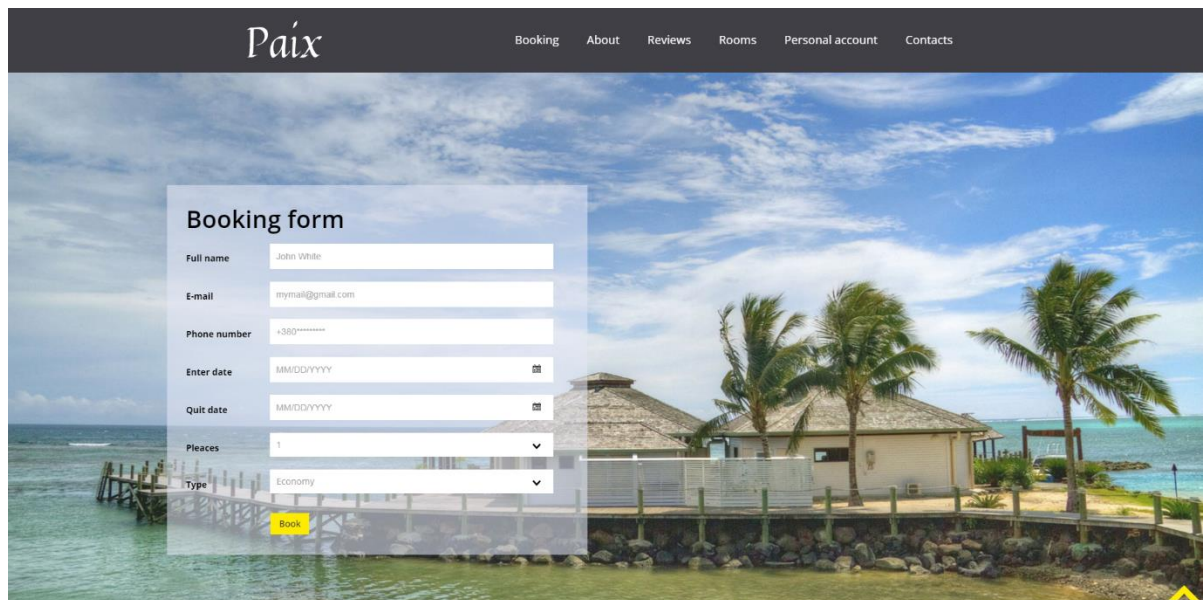 Paix
Booking About Reviews Rooms Personal account Contacts
Booking form
Full name John White
E-mail mymail@gmail.com
Phone number +380*********
Enter date MM/DD/YYYY
Quit date MM/DD/YYYY
Pleaces 1
Type Economy
Book